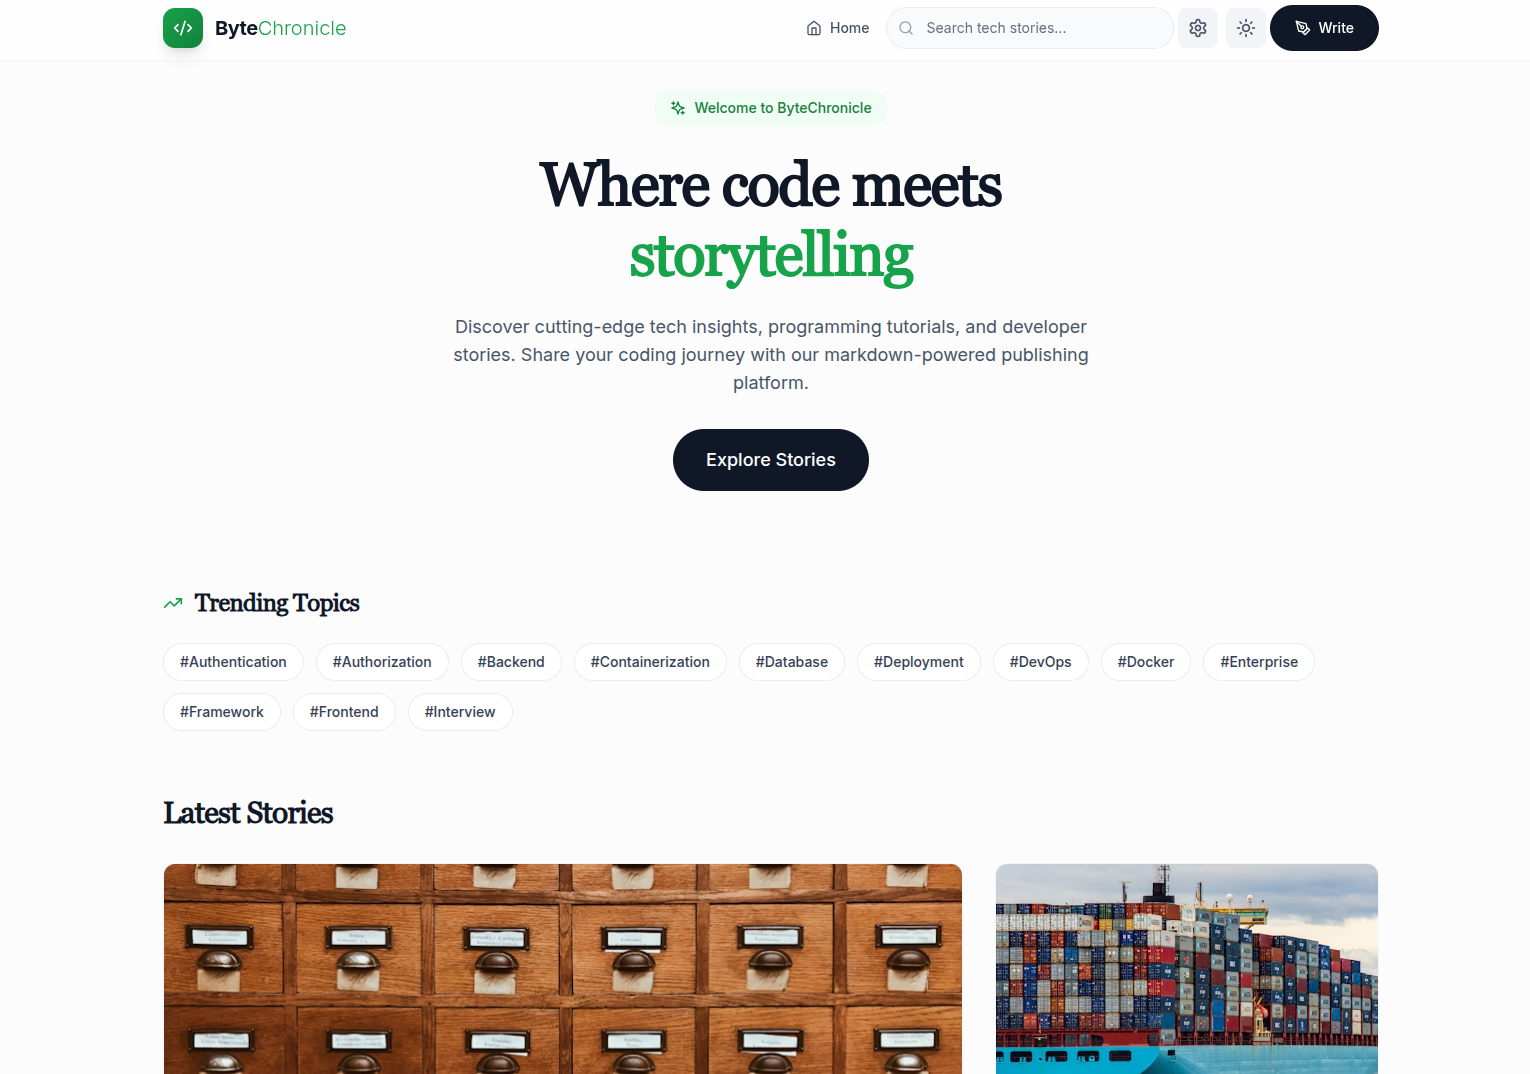 ByteChronicle
Home
Search tech stories...
Write
Welcome to ByteChronicle
Where code meets
storytelling
Discover cutting-edge tech insights, programming tutorials, and developer
stories. Share your coding journey with our markdown-powered publishing
platform.
Explore Stories
Trending Topics
#Authentication #Authorization #Backend #Containerization #Database #Deployment #DevOps #Docker #Enterprise
#Framework #Frontend #Interview
Latest Stories